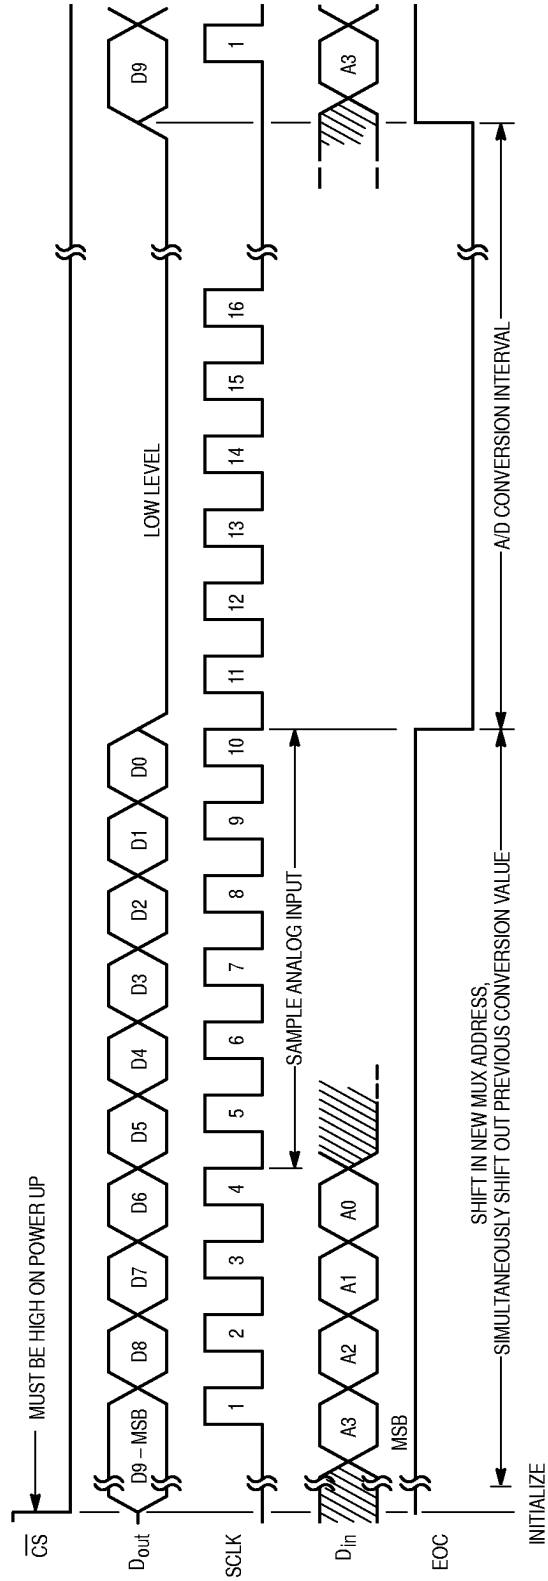 CS
MUST BE HIGH ON POWER UP
Dout
D9 – MSB
D8
D7
D6
D5
D4
D3
D2
D1
D0
LOW LEVEL
D9
SCLK
1
2
3
4
5
6
7
8
9
10
11
12
13
14
15
16
1
SAMPLE ANALOG INPUT
Din
A3
A2
A1
A0
A3
MSB
EOC
SHIFT IN NEW MUX ADDRESS,
SIMULTANEOUSLY SHIFT OUT PREVIOUS CONVERSION VALUE
A/D CONVERSION INTERVAL
INITIALIZE